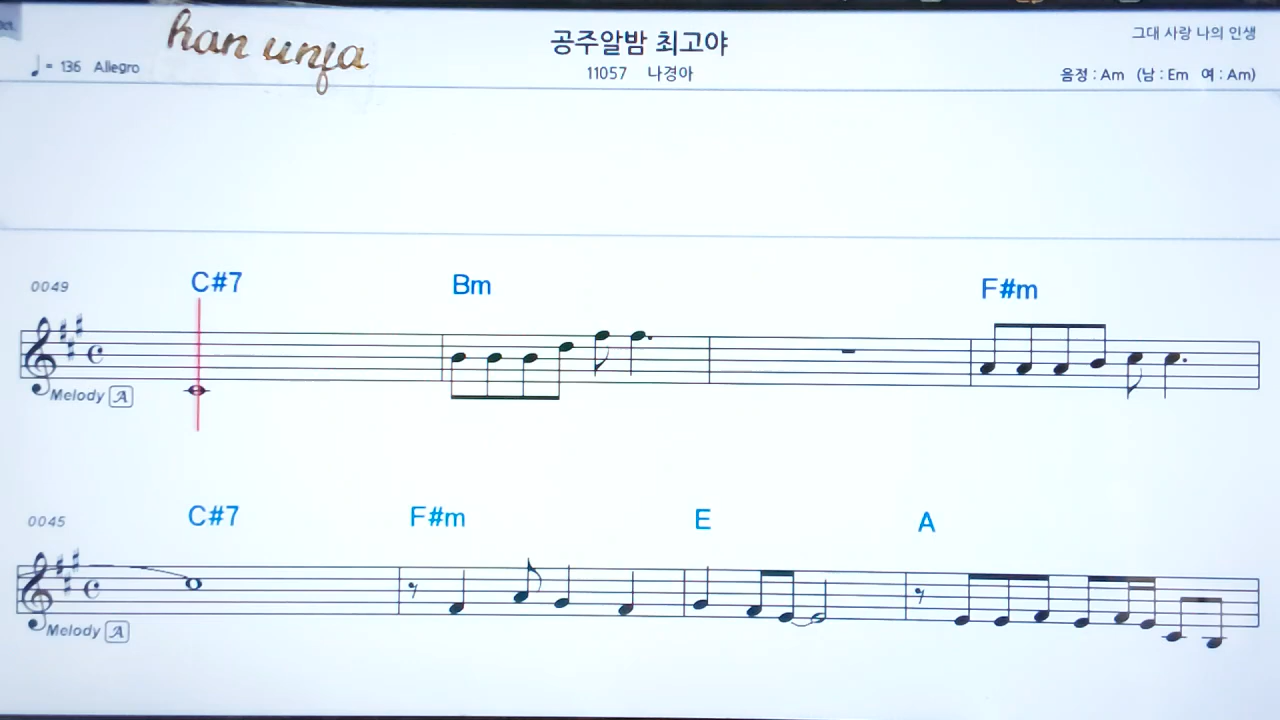 han unja
공주알밤 최고야
그대 사랑 나의 인생
♩ = 136 Allegro
11057 나경아
음정 : Am (남 : Em 여 : Am)
0049
C#7 Bm F#m
Melody A
0045
C#7 F#m E A
Melody A